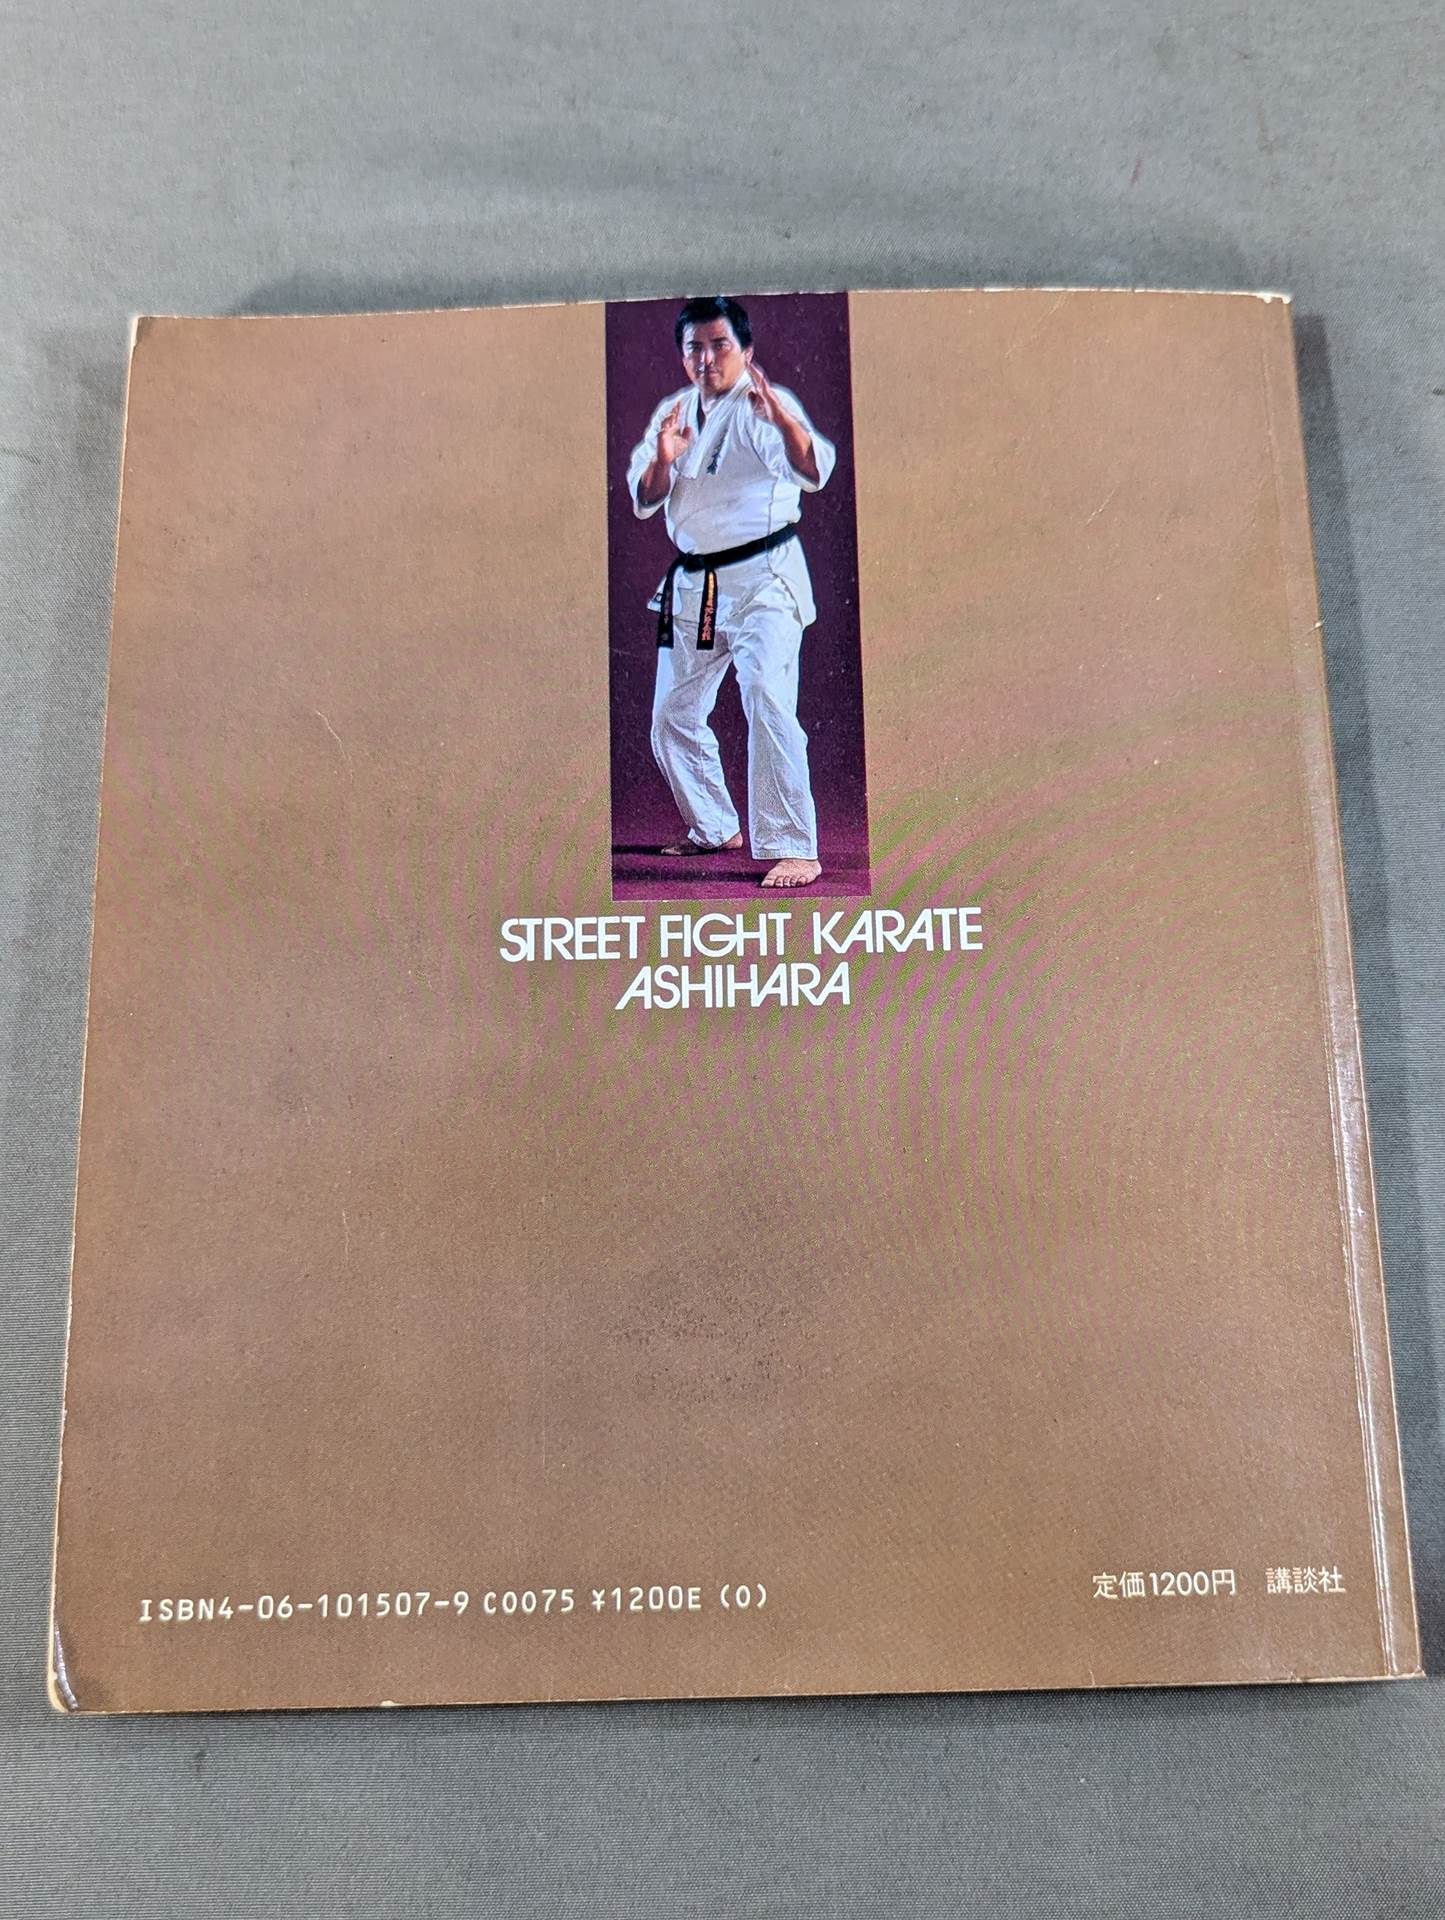 STREET FIGHT KARATE
ASHIHARA
ISBN4-06-101507-9 C0075 ¥1200E (0)
定価1200円 講談社